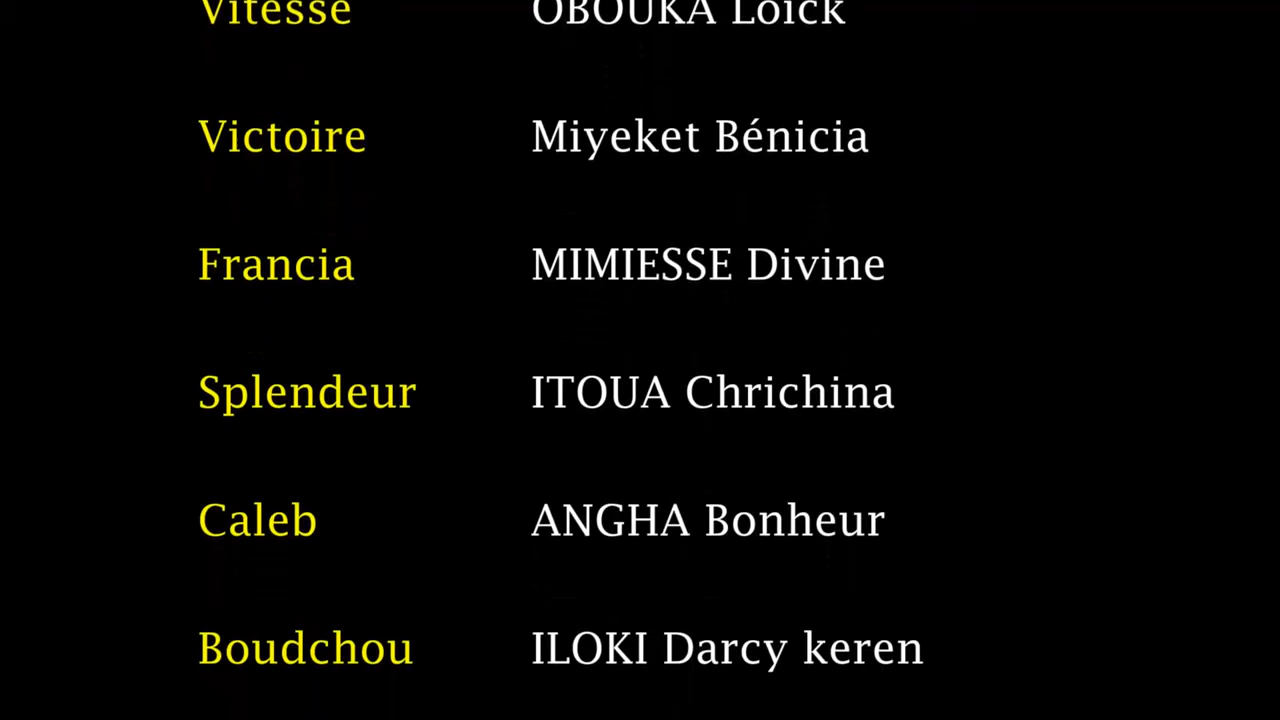 Vitesse OBOUKA Loïck
Victoire Miyeket Bénicia
Francia MIMIESSE Divine
Splendeur ITOUA Chrichina
Caleb ANGHA Bonheur
Boudchou ILOKI Darcy keren